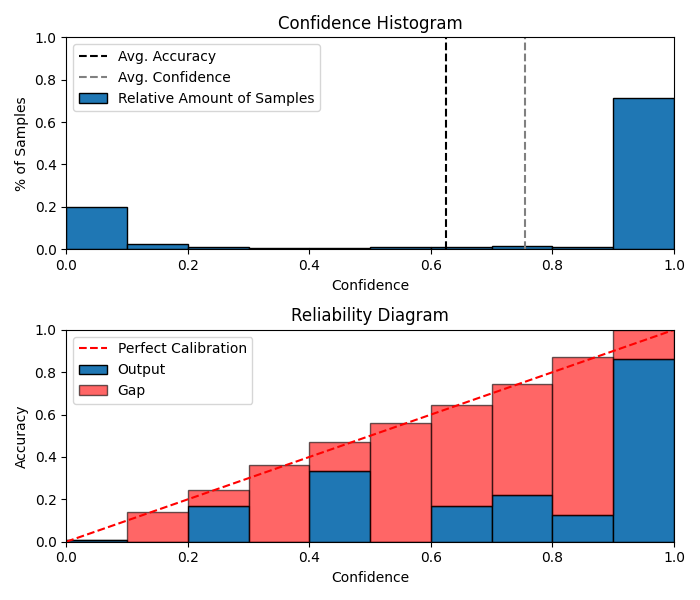 Confidence Histogram
1.0
0.8
0.6
0.4
0.2
0.0
% of Samples
Avg. Accuracy
Avg. Confidence
Relative Amount of Samples
0.0 0.2 0.4 0.6 0.8 1.0
Confidence
Reliability Diagram
1.0
0.8
0.6
0.4
0.2
0.0
Accuracy
Perfect Calibration
Output
Gap
0.0 0.2 0.4 0.6 0.8 1.0
Confidence